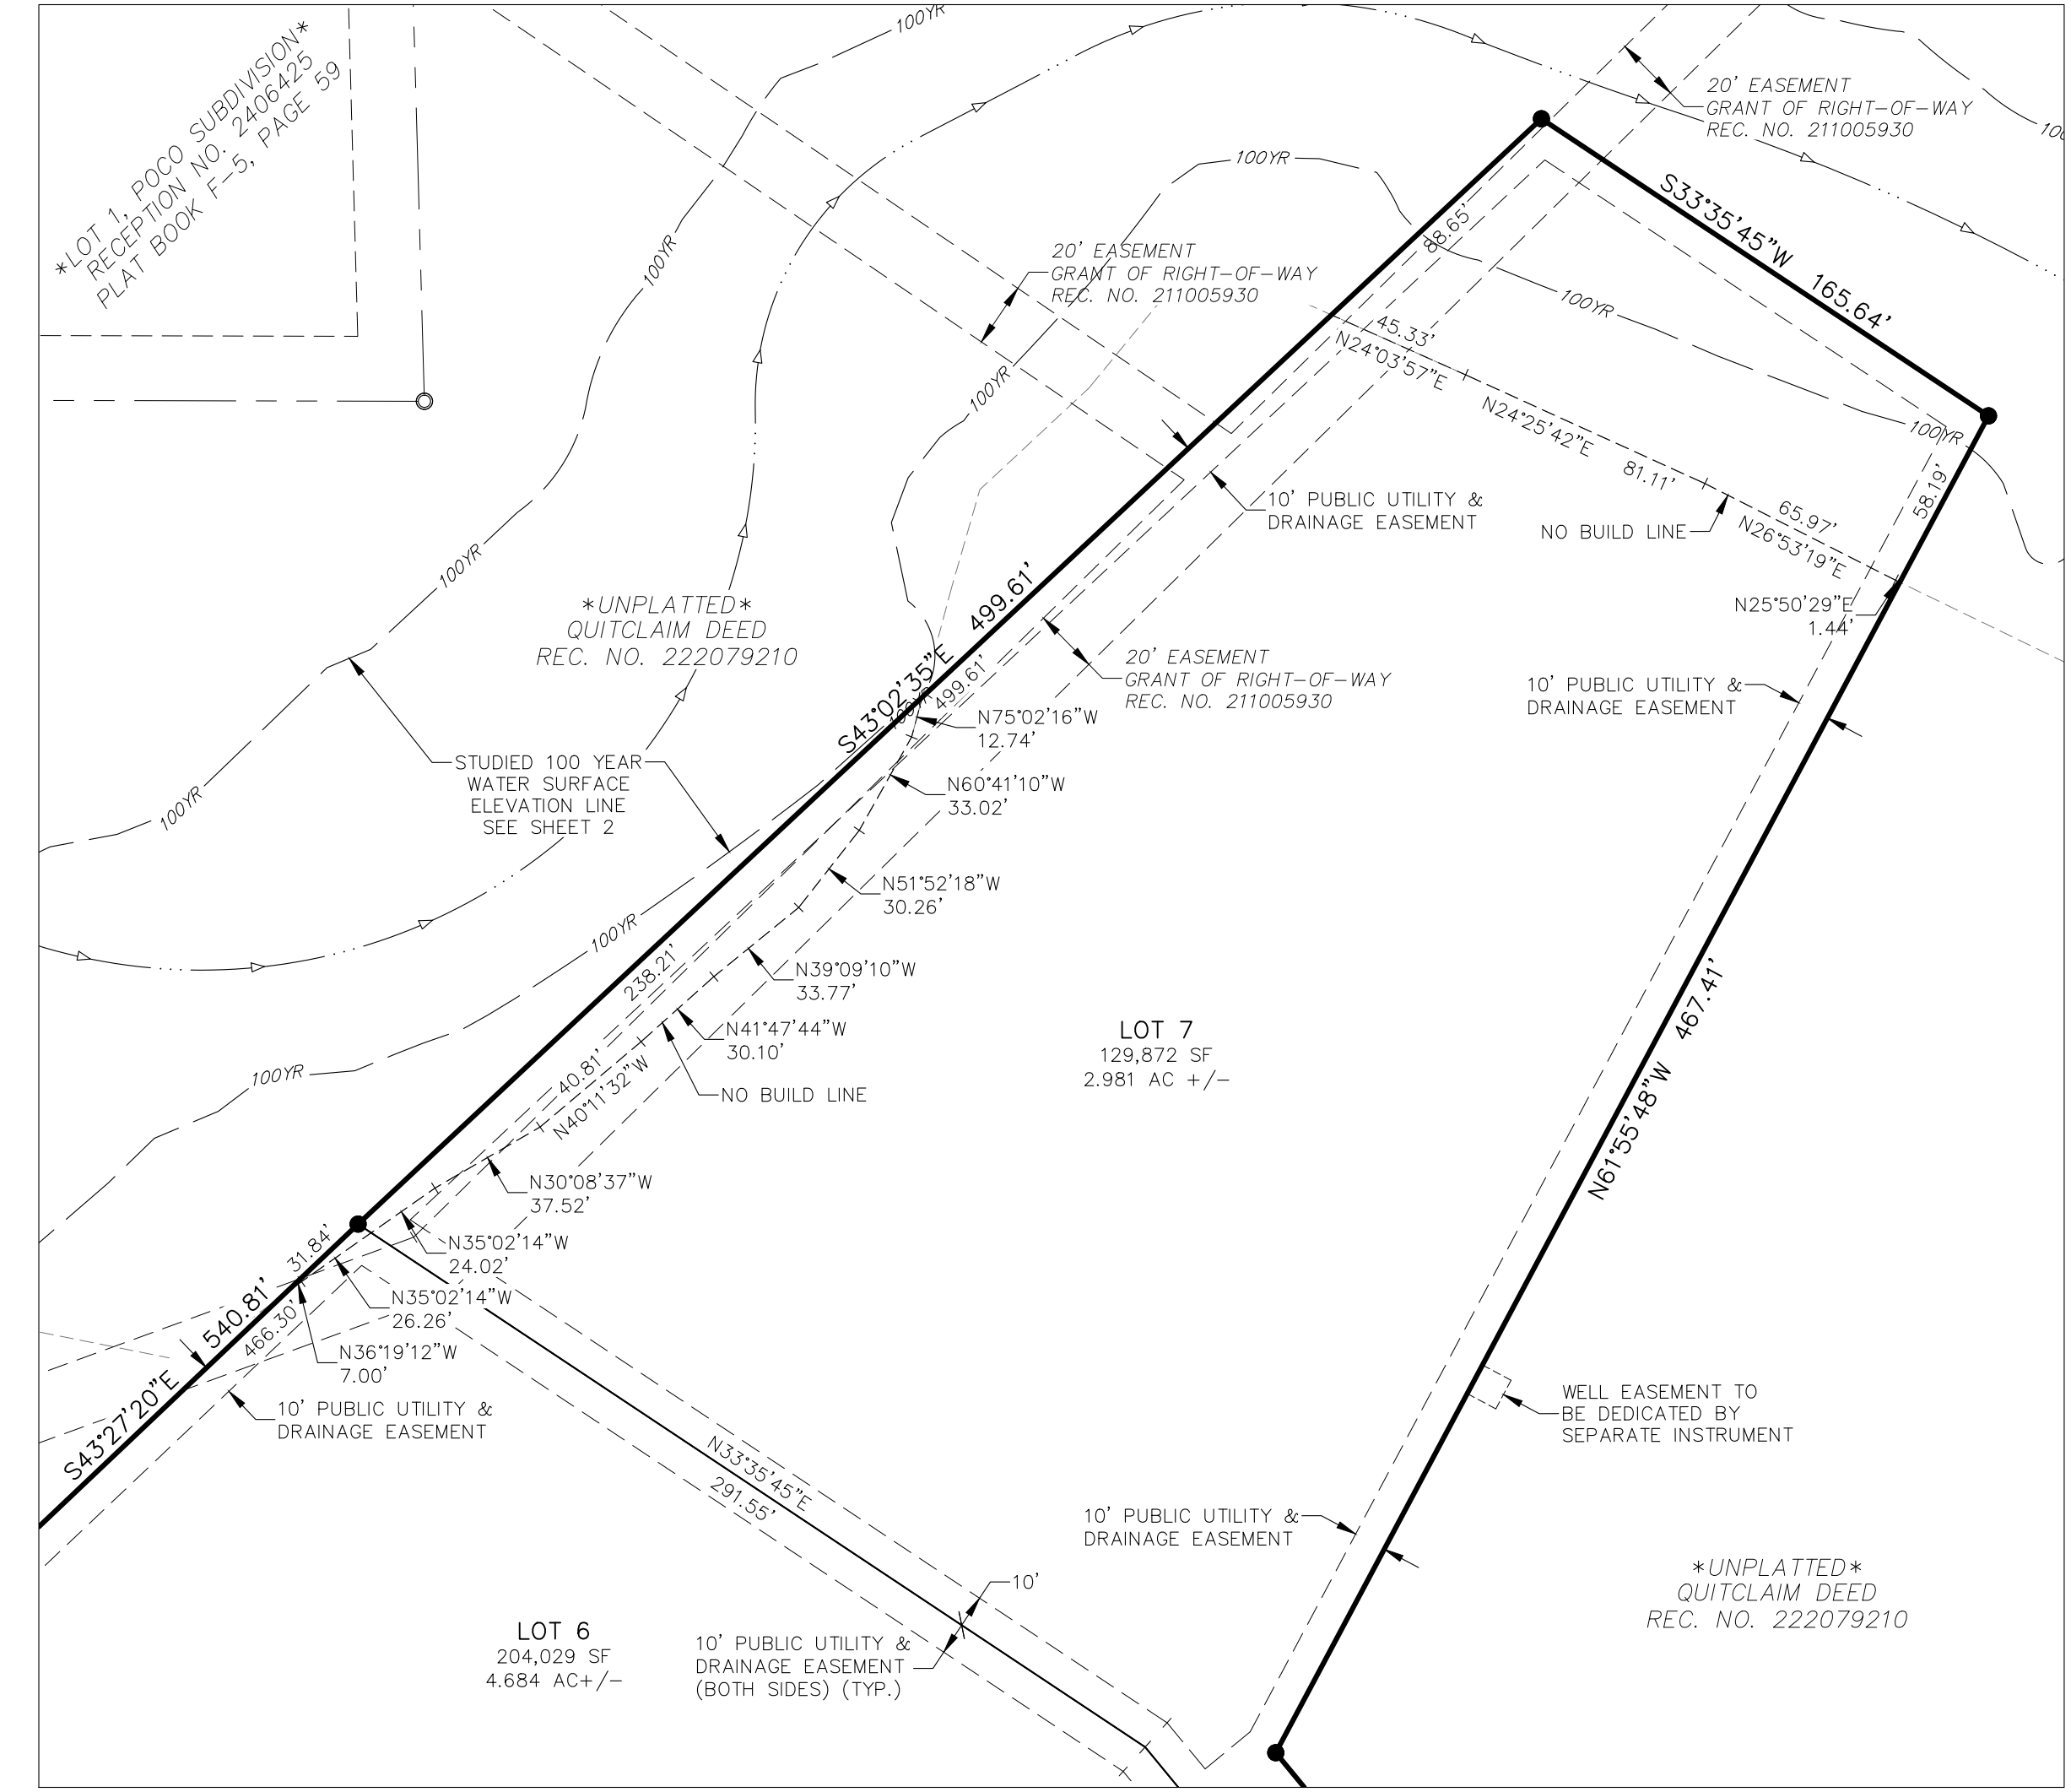 *LOT 1, POCO SUBDIVISION*
RECEPTION NO. 2406425
PLAT BOOK F-5, PAGE 59
100YR
20' EASEMENT
GRANT OF RIGHT-OF-WAY
REC. NO. 211005930
100YR
100YR
S33°35'45"W 165.64'
88.65'
100YR
20' EASEMENT
GRANT OF RIGHT-OF-WAY
REC. NO. 211005930
100YR
45.33'
N24°03'57"E
100YR
N24°25'42"E 81.11'
100YR
58.19'
10' PUBLIC UTILITY &
DRAINAGE EASEMENT
NO BUILD LINE
65.97'
N26°53'19"E
100YR
N25°50'29"E
1.44'
*UNPLATTED*
QUITCLAIM DEED
REC. NO. 222079210
S43°02'35"E 499.61'
499.61'
20' EASEMENT
GRANT OF RIGHT-OF-WAY
REC. NO. 211005930
10' PUBLIC UTILITY &
DRAINAGE EASEMENT
N75°02'16"W
12.74'
STUDIED 100 YEAR
WATER SURFACE
ELEVATION LINE
SEE SHEET 2
100YR
N60°41'10"W
33.02'
N51°52'18"W
30.26'
100YR
238.21'
N39°09'10"W
33.77'
N41°47'44"W
30.10'
LOT 7
129,872 SF
2.981 AC +/-
N61°55'48"W 467.41'
100YR
40.81'
N40°11'32"W
NO BUILD LINE
N30°08'37"W
37.52'
31.84'
N35°02'14"W
24.02'
N35°02'14"W
26.26'
N36°19'12"W
7.00'
S43°27'20"E 540.81'
466.30'
10' PUBLIC UTILITY &
DRAINAGE EASEMENT
WELL EASEMENT TO
BE DEDICATED BY
SEPARATE INSTRUMENT
N33°35'45"E
291.55'
10' PUBLIC UTILITY &
DRAINAGE EASEMENT
*UNPLATTED*
QUITCLAIM DEED
REC. NO. 222079210
10'
LOT 6
204,029 SF
4.684 AC+/-
10' PUBLIC UTILITY &
DRAINAGE EASEMENT
(BOTH SIDES) (TYP.)